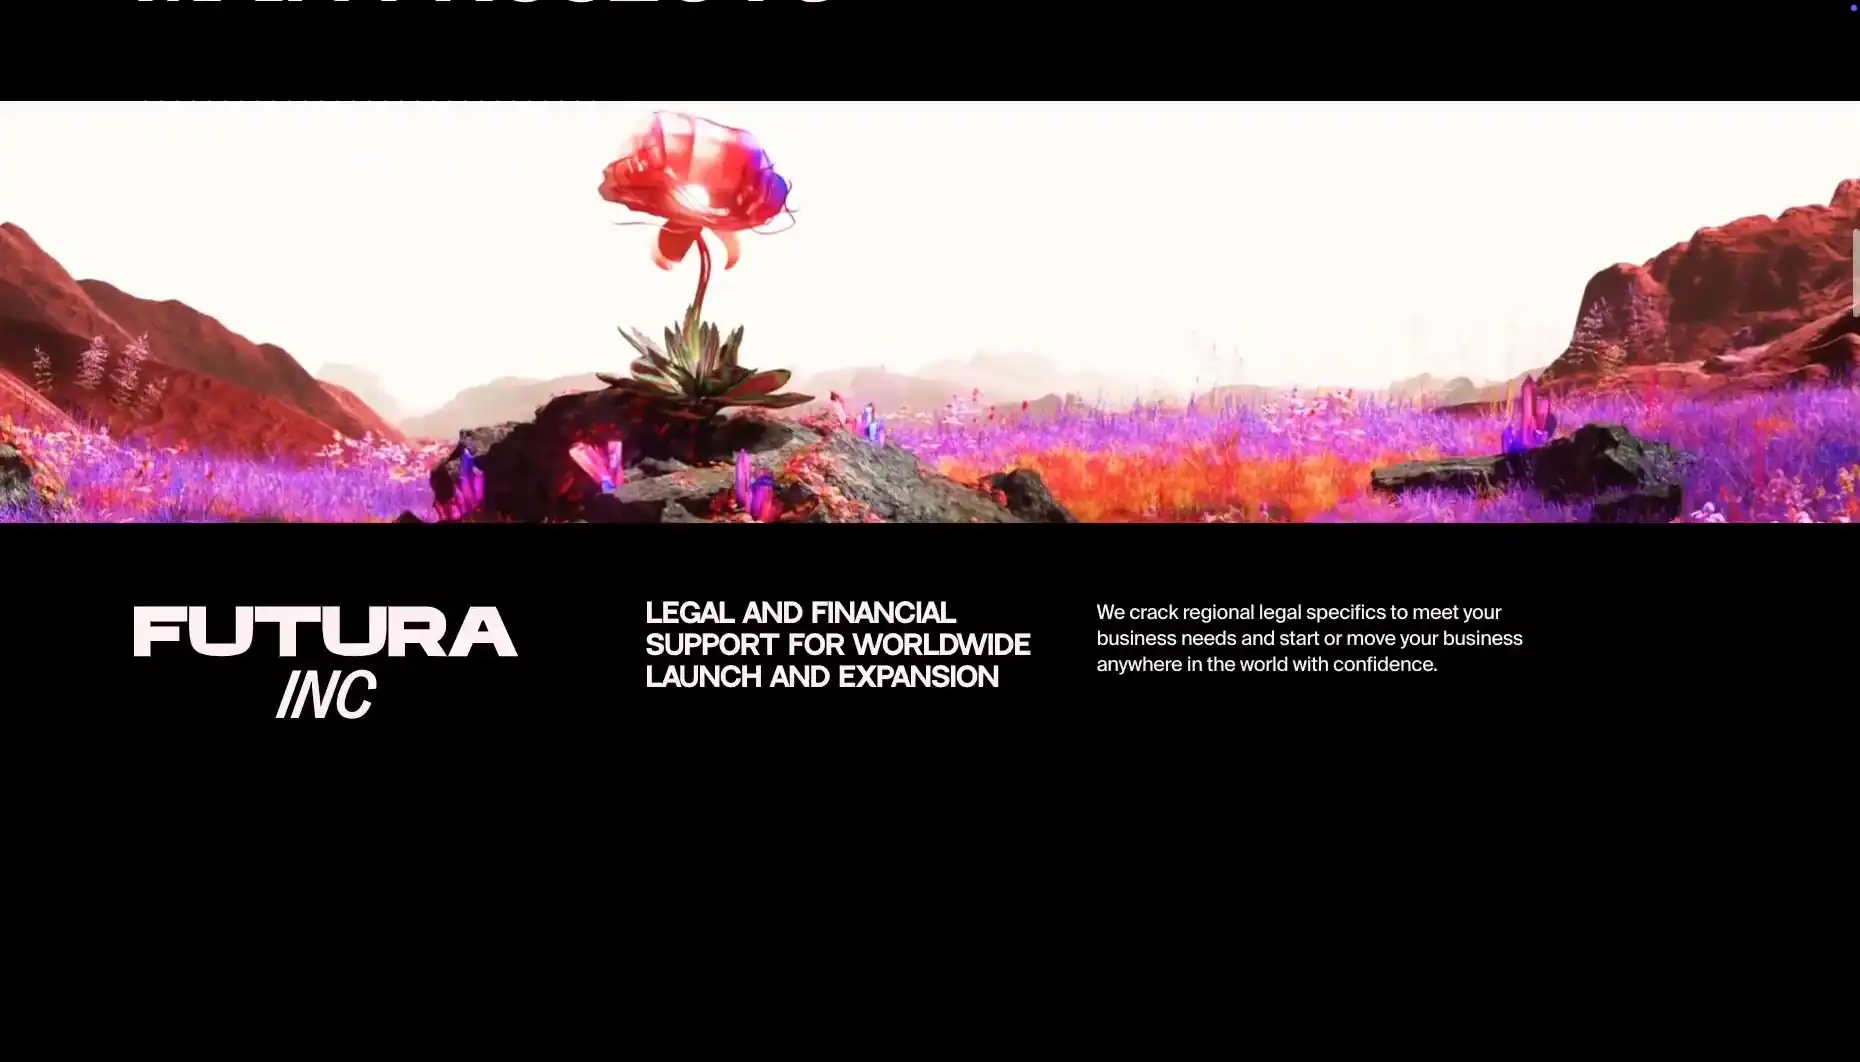 FUTURA
INC
LEGAL AND FINANCIAL
SUPPORT FOR WORLDWIDE
LAUNCH AND EXPANSION
We crack regional legal specifics to meet your
business needs and start or move your business
anywhere in the world with confidence.